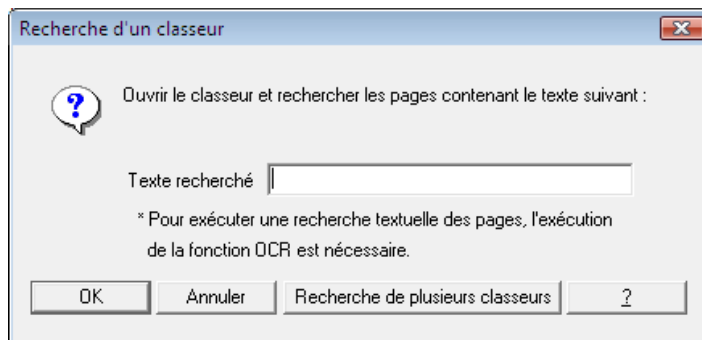 Recherche d'un classeur
Ouvrir le classeur et rechercher les pages contenant le texte suivant :
Texte recherché
* Pour exécuter une recherche textuelle des pages, l'exécution
de la fonction OCR est nécessaire.
OK Annuler Recherche de plusieurs classeurs ?